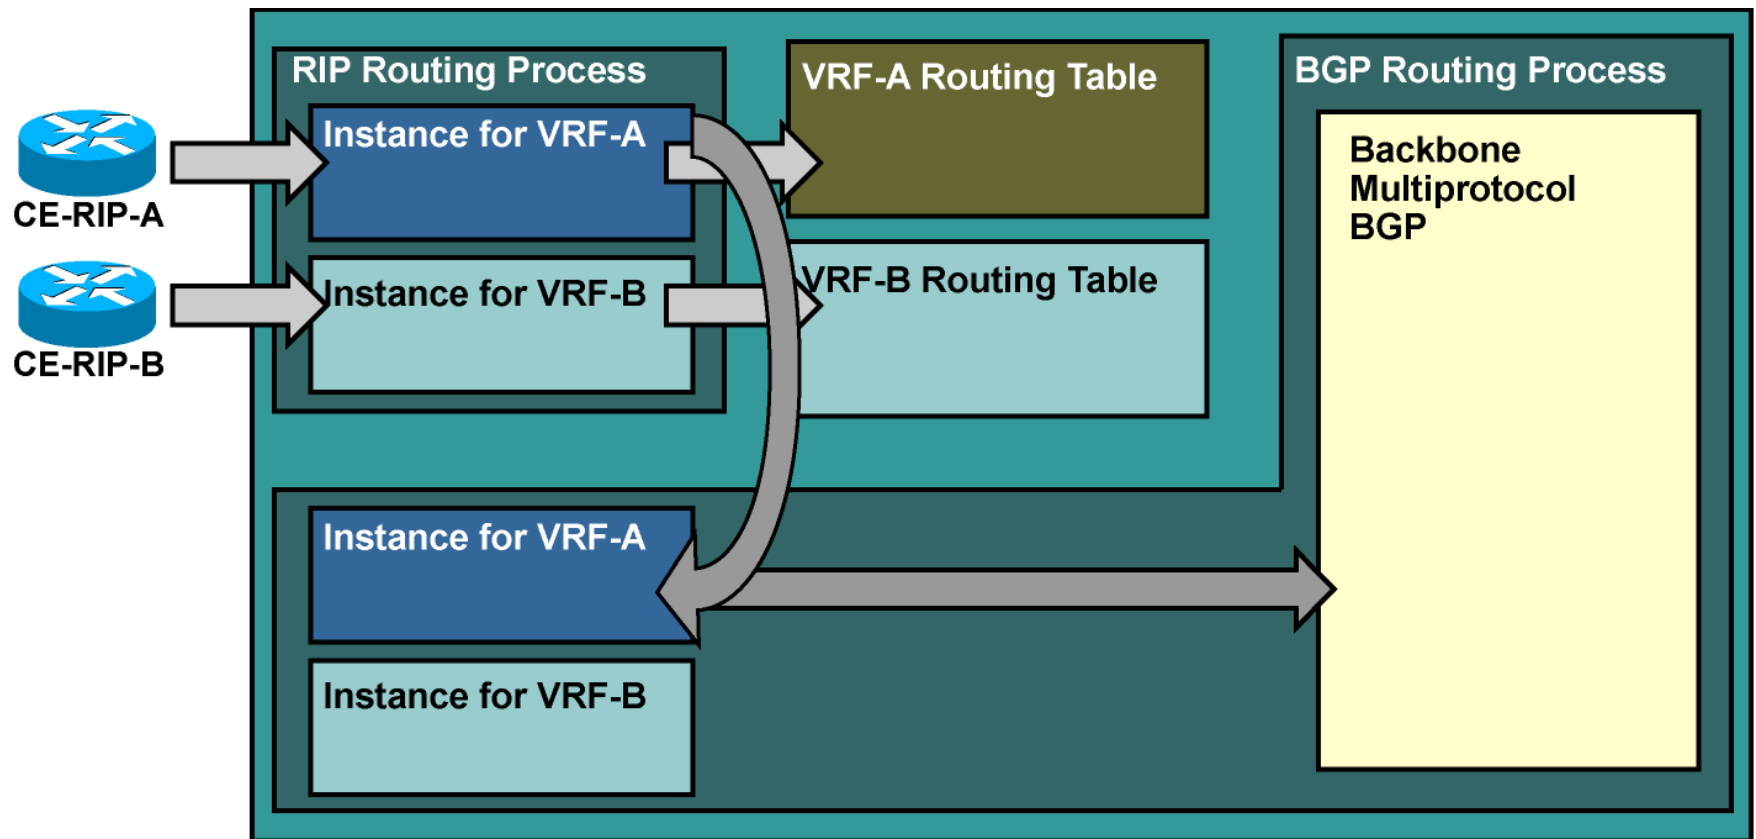 RIP Routing Process
Instance for VRF-A
Instance for VRF-B
VRF-A Routing Table
VRF-B Routing Table
BGP Routing Process
Backbone
Multiprotocol
BGP
CE-RIP-A
CE-RIP-B
Instance for VRF-A
Instance for VRF-B